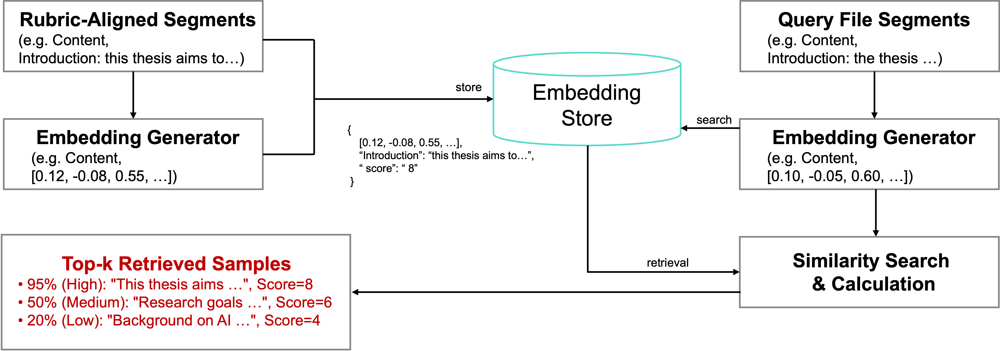 Rubric-Aligned Segments
(e.g. Content,
Introduction: this thesis aims to…)
Embedding Generator
(e.g. Content,
[0.12, -0.08, 0.55, …])
store
{
[0.12, -0.08, 0.55, …],
“Introduction”: “this thesis aims to…”,
“ score”: “ 8”
}
Embedding
Store
Query File Segments
(e.g. Content,
Introduction: the thesis …)
search
Embedding Generator
(e.g. Content,
[0.10, -0.05, 0.60, …])
retrieval
Similarity Search
& Calculation
Top-k Retrieved Samples
• 95% (High): "This thesis aims …", Score=8
• 50% (Medium): "Research goals …", Score=6
• 20% (Low): "Background on AI …", Score=4